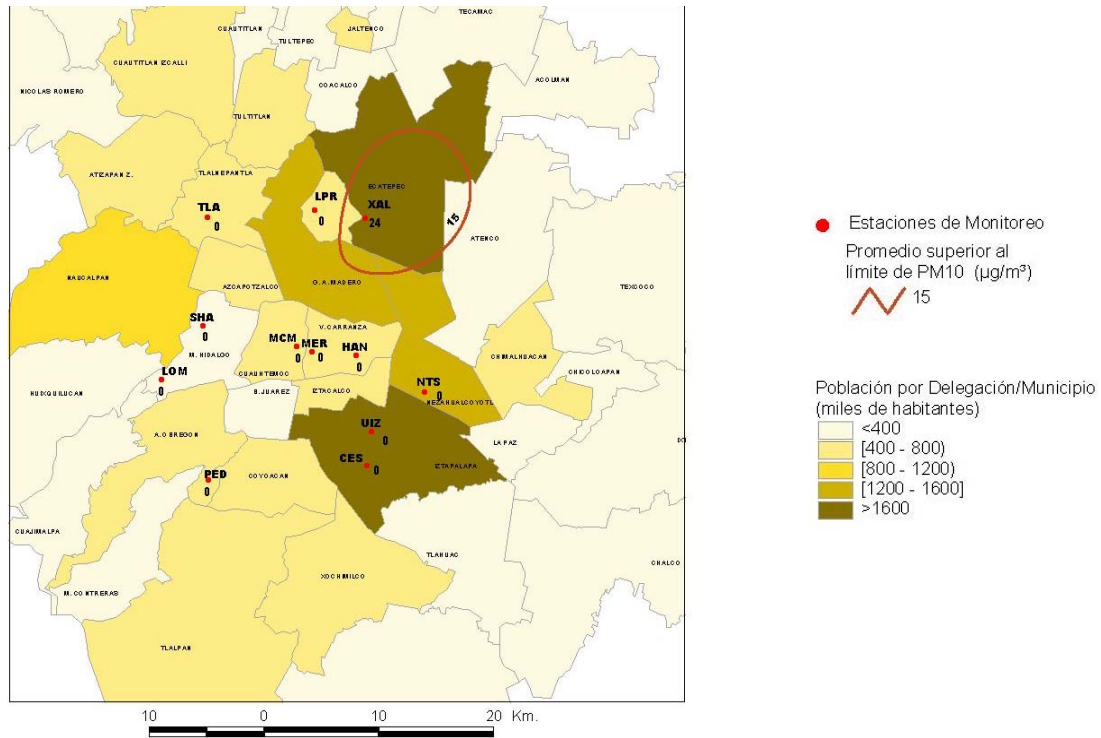 TECAMAC
CUAUTITLAN
JALTENCO
TULTEPEC
CUAUTITLAN IZCALLI
ACOLMAN
COACALCO
NICOLAS ROMERO
TULTITLAN
ATIZAPAN Z.
TLALNEPANTLA
ECATEPEC
LPR
0
XAL
24
TLA
0
15
ATENCO
NAUCALPAN
AZCAPOTZALCO
G. A. MADERO
TEXCOCO
SHA
0
V. CARRANZA
MCM
0
MER
0
HAN
0
M. HIDALGO
CHIMALHUACAN
LOM
0
CUAUHTEMOC
CHICOLOAPAN
HUIXQUILUCAN
B. JUAREZ
IZTACALCO
NTS
0
NEZAHUALCOYOTL
A. OBREGON
UIZ
0
LA PAZ
CES
0
IZTAPALAPA
PED
0
COYOACAN
CUAJIMALPA
TLAHUAC
CHALCO
XOCHIMILCO
M. CONTRERAS
TLALPAN
10 0 10 20 Km.
Estaciones de Monitoreo
Promedio superior al
límite de PM10 (µg/m³)
15
Población por Delegación/Municipio
(miles de habitantes)
<400
[400 - 800)
[800 - 1200)
[1200 - 1600]
>1600